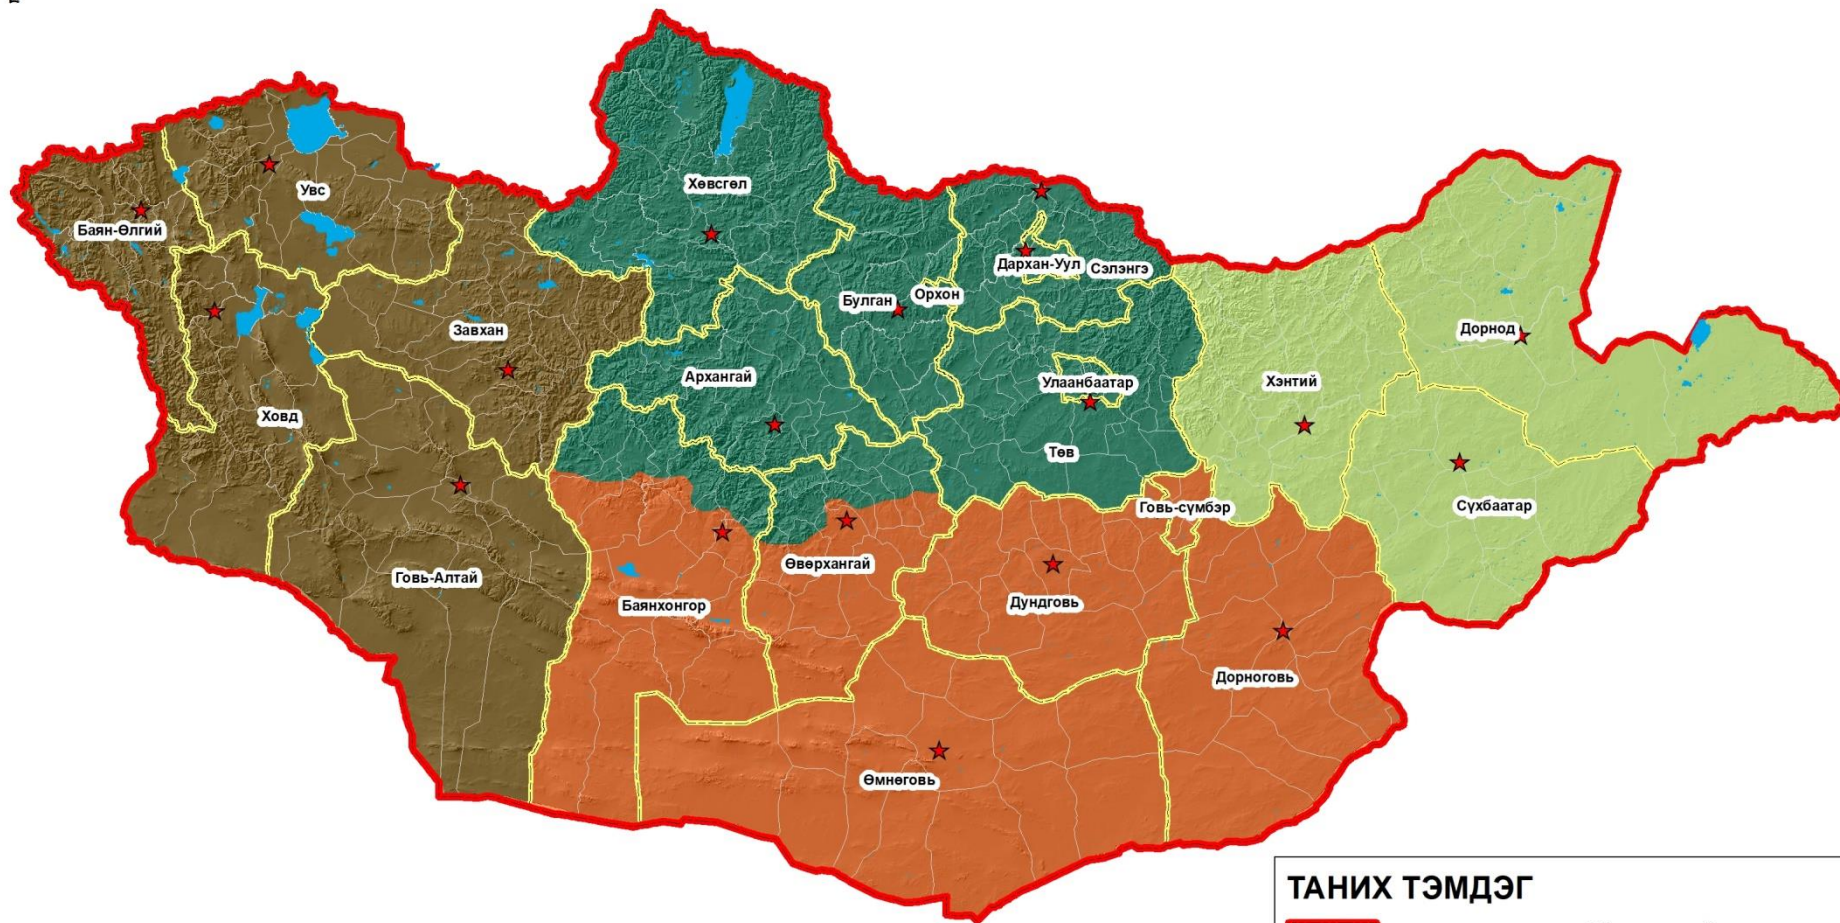 Хөвсгөл
Увс
Баян-Өлгий
Дархан-Уул
Сэлэнгэ
Орхон
Булган
Завхан
Дорнод
Архангай
Улаанбаатар
Хэнтий
Ховд
Төв
Говь-сүмбэр
Сүхбаатар
Өвөрхангай
Говь-Алтай
Баянхонгор
Дундговь
Дорноговь
Өмнөговь
ТАНИХ ТЭМДЭГ